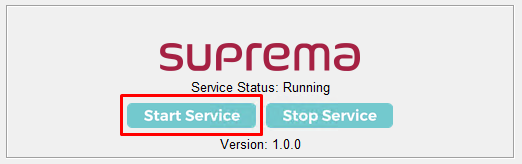 suprema
Service Status: Running
Start Service Stop Service
Version: 1.0.0